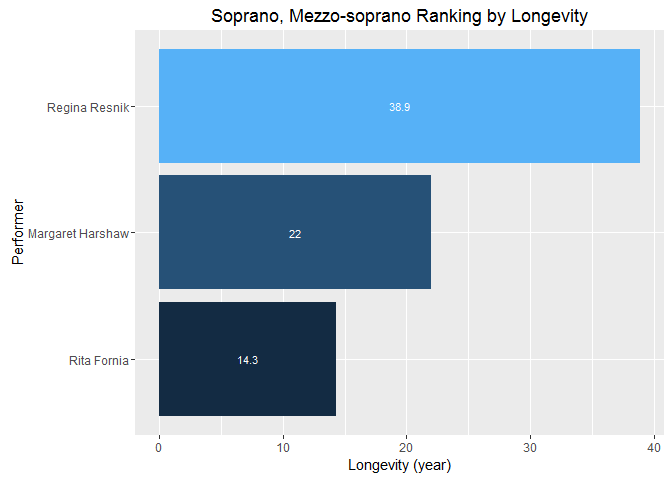 Soprano, Mezzo-soprano Ranking by Longevity
Performer
Regina Resnik
38.9
Margaret Harshaw
22
Rita Fornia
14.3
0 10 20 30 40
Longevity (year)